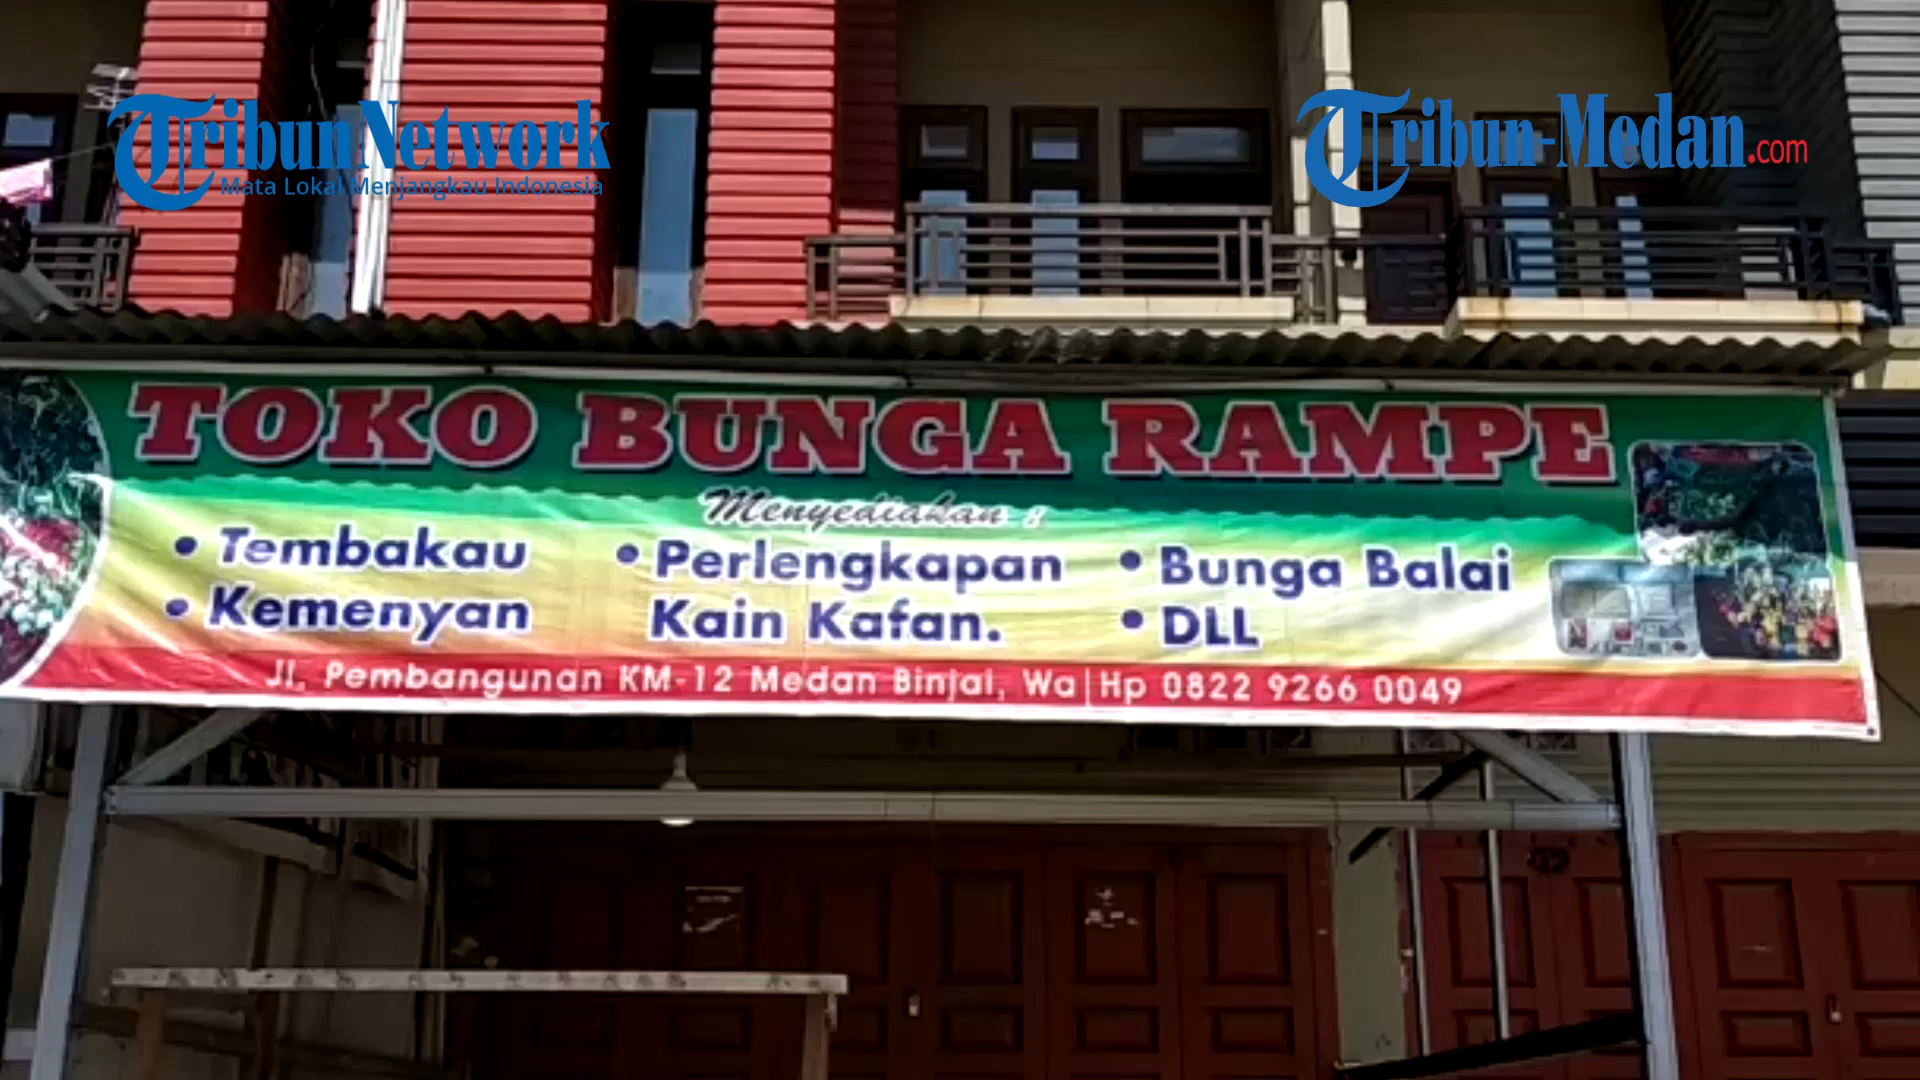 TribunNetwork
Mata Lokal Menjangkau Indonesia
Tribun-Medan.com
TOKO BUNGA RAMPE
Menyediakan :
• Tembakau
• Kemenyan
• Perlengkapan
Kain Kafan.
• Bunga Balai
• DLL
Jl. Pembangunan KM-12 Medan Binjai, Wa|Hp 0822 9266 0049